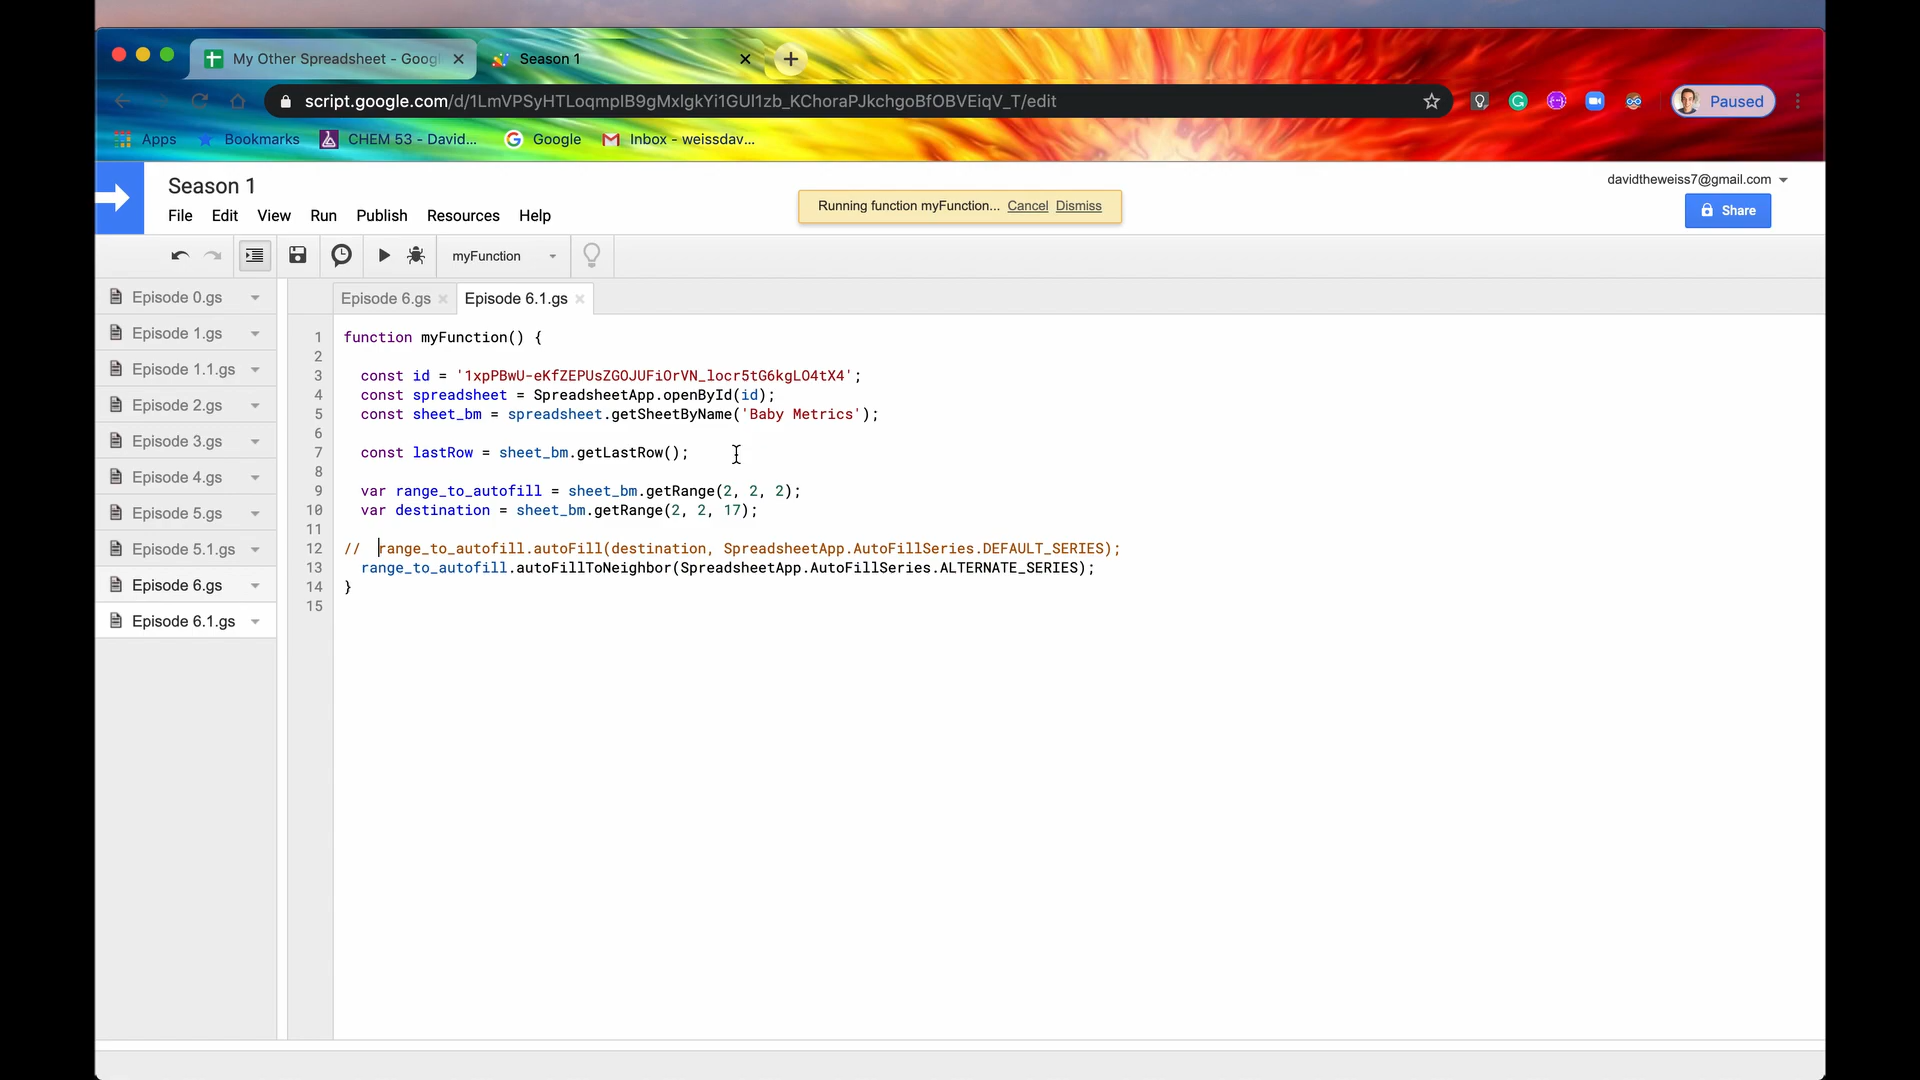 My Other Spreadsheet - Goog
Season 1
script.google.com/d/1LmVPSyHTLoqmpIB9gMxlgkYi1GUl1zb_KChoraPJkchgoBfOBVEiqV_T/edit
Paused
Apps
Bookmarks
CHEM 53 - David...
Google
Inbox - weissdav...
Season 1
davidtheweiss7@gmail.com
File Edit View Run Publish Resources Help
Running function myFunction... Cancel Dismiss
Share
myFunction
Episode 0.gs
Episode 1.gs
Episode 1.1.gs
Episode 2.gs
Episode 3.gs
Episode 4.gs
Episode 5.gs
Episode 5.1.gs
Episode 6.gs
Episode 6.1.gs
Episode 6.gs
Episode 6.1.gs
1 function myFunction() {
2
3 const id = '1xpPBwU-eKfZEPUsZGOJUFiOrVN_locr5tG6kgLO4tX4';
4 const spreadsheet = SpreadsheetApp.openById(id);
5 const sheet_bm = spreadsheet.getSheetByName('Baby Metrics');
6
7 const lastRow = sheet_bm.getLastRow();
8
9 var range_to_autofill = sheet_bm.getRange(2, 2, 2);
10 var destination = sheet_bm.getRange(2, 2, 17);
11
12 // range_to_autofill.autoFill(destination, SpreadsheetApp.AutoFillSeries.DEFAULT_SERIES);
13 range_to_autofill.autoFillToNeighbor(SpreadsheetApp.AutoFillSeries.ALTERNATE_SERIES);
14 }
15